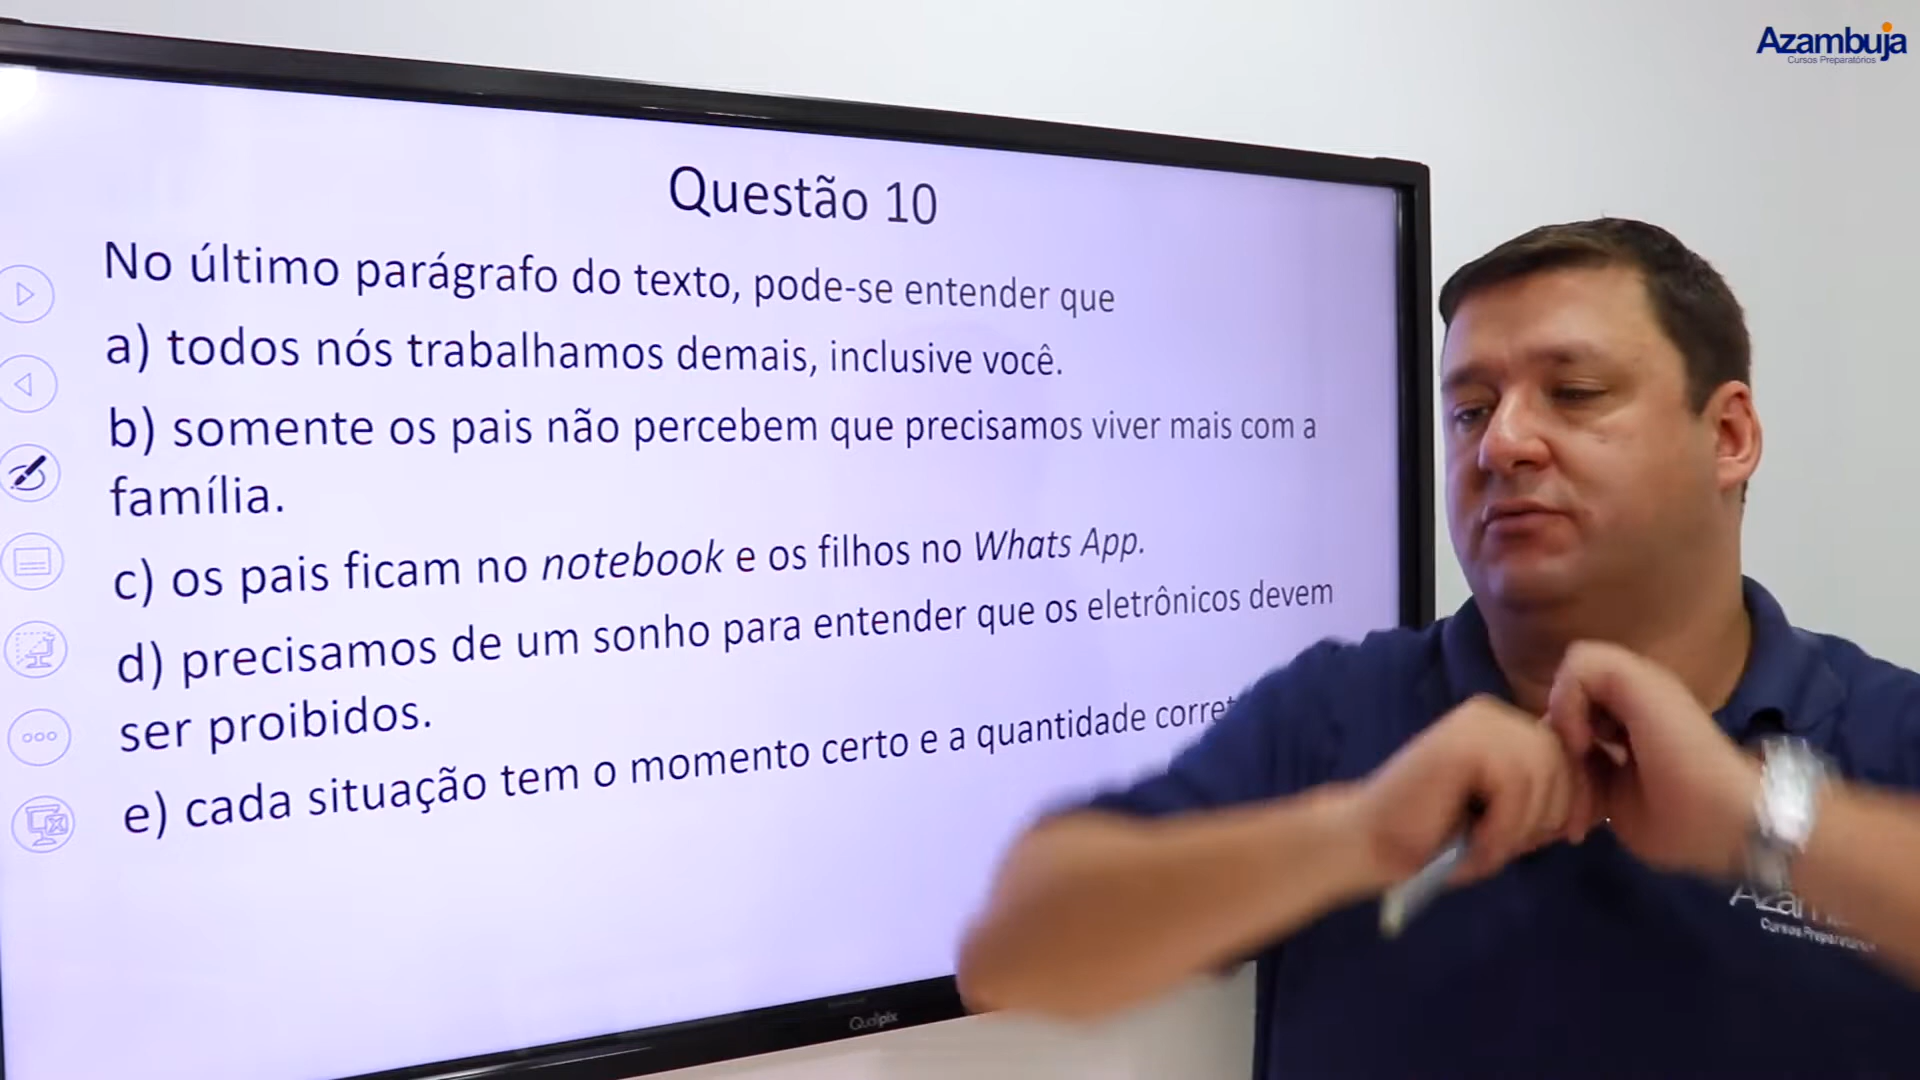 Azambuja
Cursos Preparatórios
Questão 10
No último parágrafo do texto, pode-se entender que
a) todos nós trabalhamos demais, inclusive você.
b) somente os pais não percebem que precisamos viver mais com a
família.
c) os pais ficam no notebook e os filhos no Whats App.
d) precisamos de um sonho para entender que os eletrônicos devem
ser proibidos.
e) cada situação tem o momento certo e a quantidade
Qualpix
Cursos Preparatórios